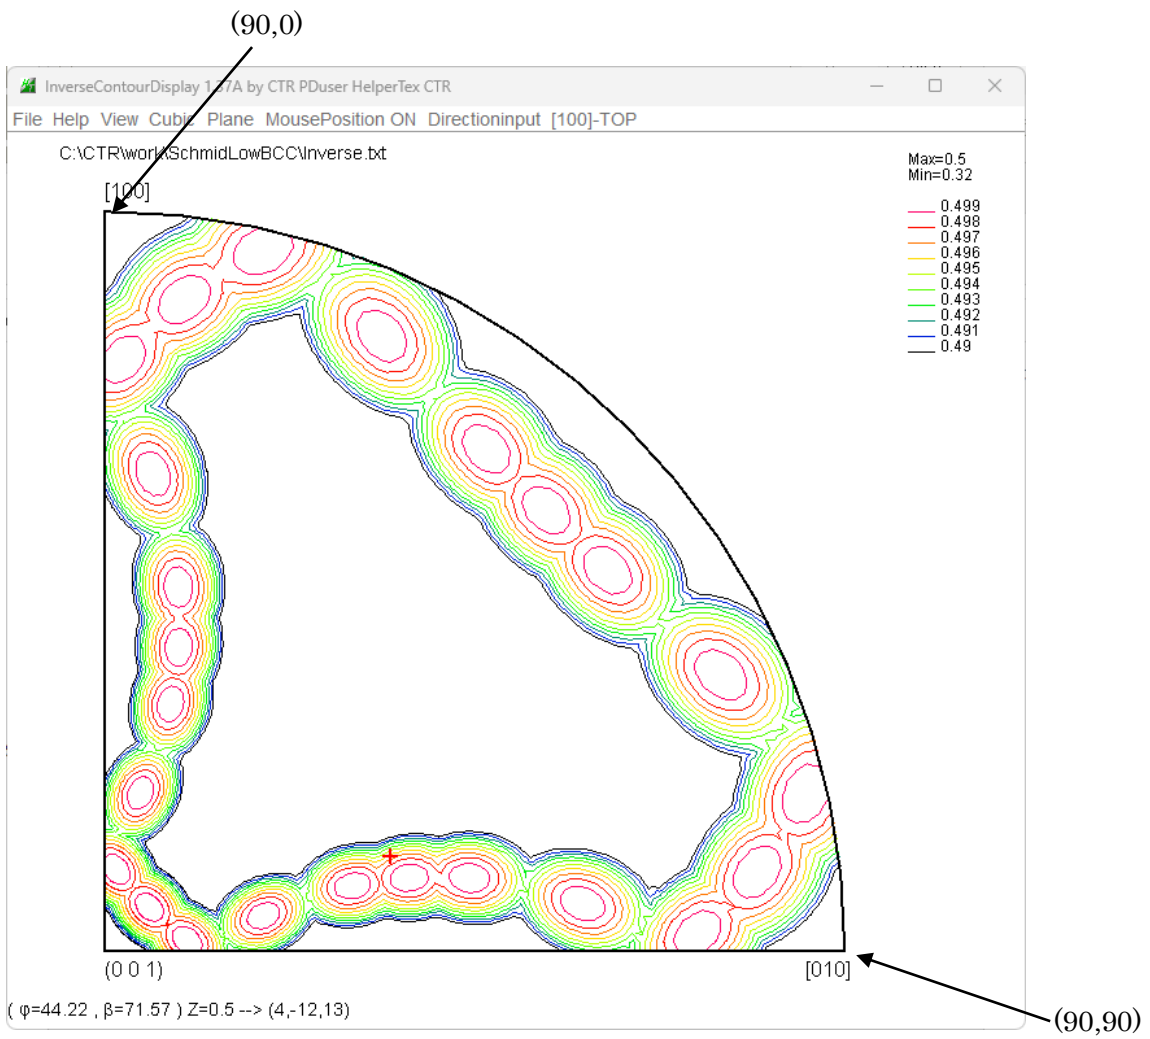 (90,0)
InverseContourDisplay 1.37A by CTR PDuser HelperTex CTR
File Help View Cubic Plane MousePosition ON Directioninput [100]-TOP
C:\CTR\work\SchmidLowBCC\Inverse.txt
Max=0.5
Min=0.32
[100]
0.499
0.498
0.497
0.496
0.495
0.494
0.493
0.492
0.491
0.49
(0 0 1)
[010]
( φ=44.22 , β=71.57 ) Z=0.5 --> (4,-12,13)
(90,90)